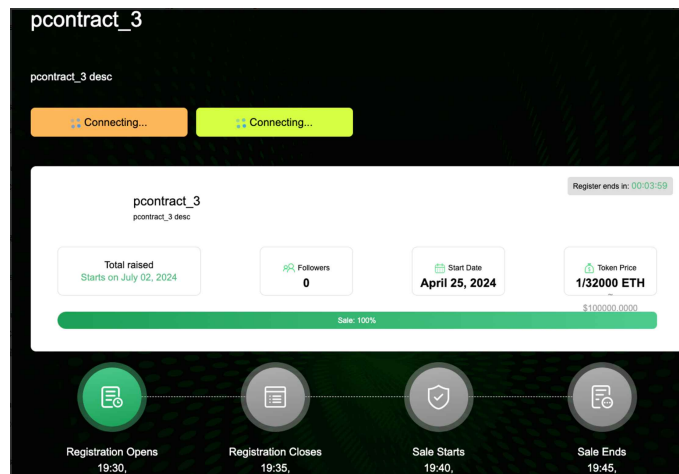 pcontract_3
pcontract_3 desc
Connecting...
Connecting...
Register ends in: 00:03:59
pcontract_3
pcontract_3 desc
Total raised
Starts on July 02, 2024
Followers
0
Start Date
April 25, 2024
Token Price
1/32000 ETH
~
$100000.0000
Sale: 100%
Registration Opens
19:30,
Registration Closes
19:35,
Sale Starts
19:40,
Sale Ends
19:45,